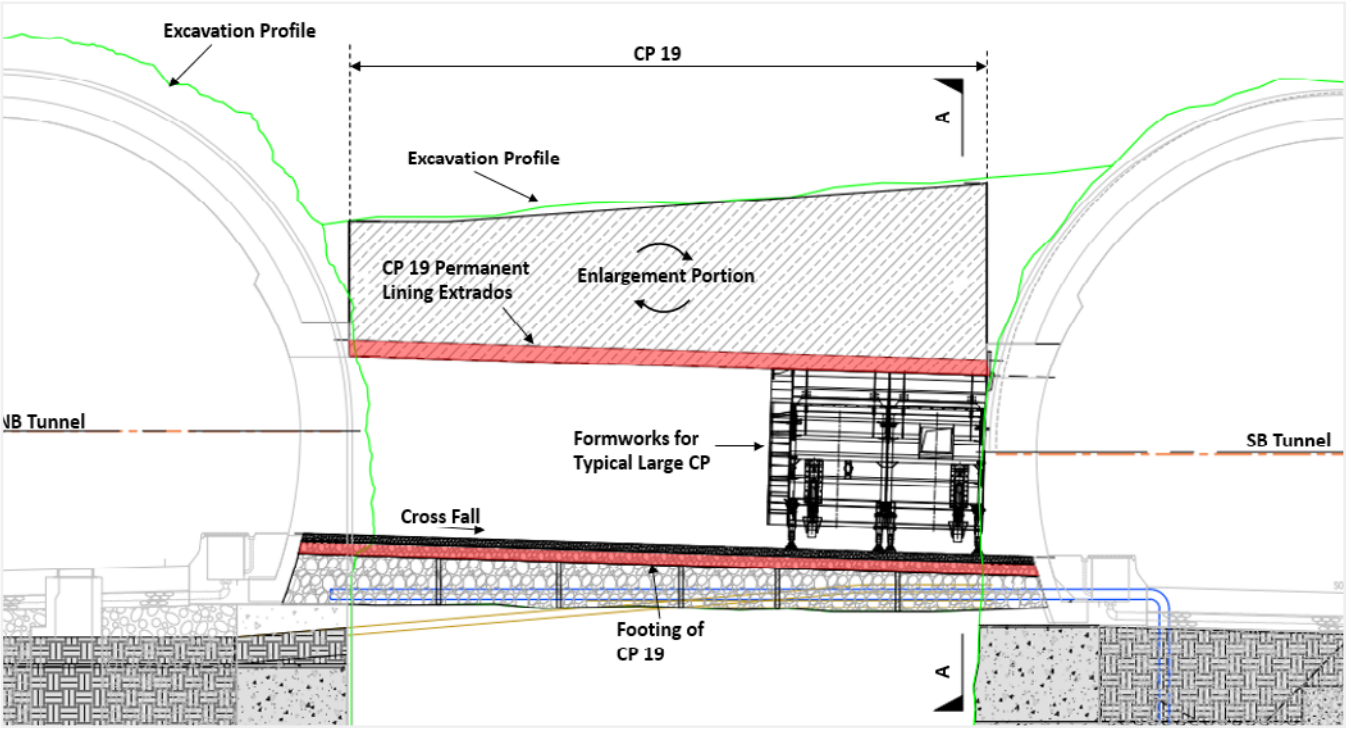 Excavation Profile
CP 19
A
Excavation Profile
CP 19 Permanent
Lining Extrados
Enlargement Portion
NB Tunnel
Formworks for
Typical Large CP
SB Tunnel
Cross Fall
SO
Footing of
CP 19
A